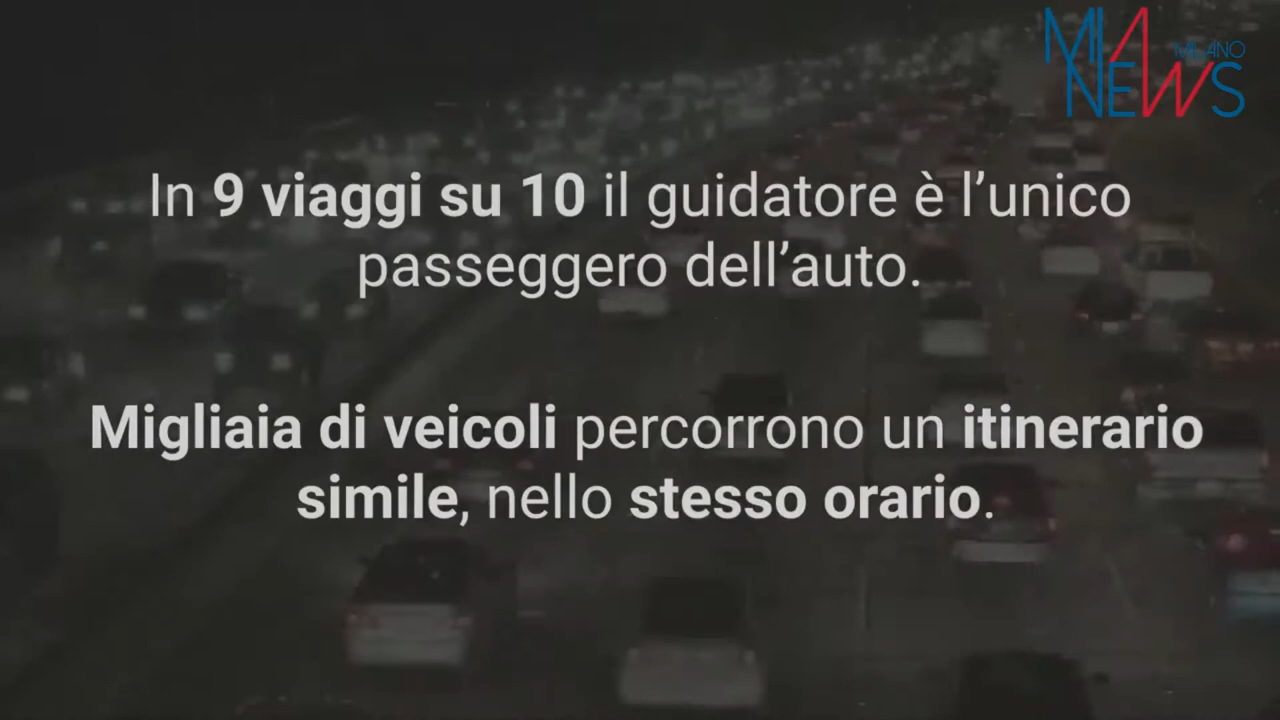 MIA MILANO
NEWS
In 9 viaggi su 10 il guidatore è l’unico
passeggero dell’auto.
Migliaia di veicoli percorrono un itinerario
simile, nello stesso orario.